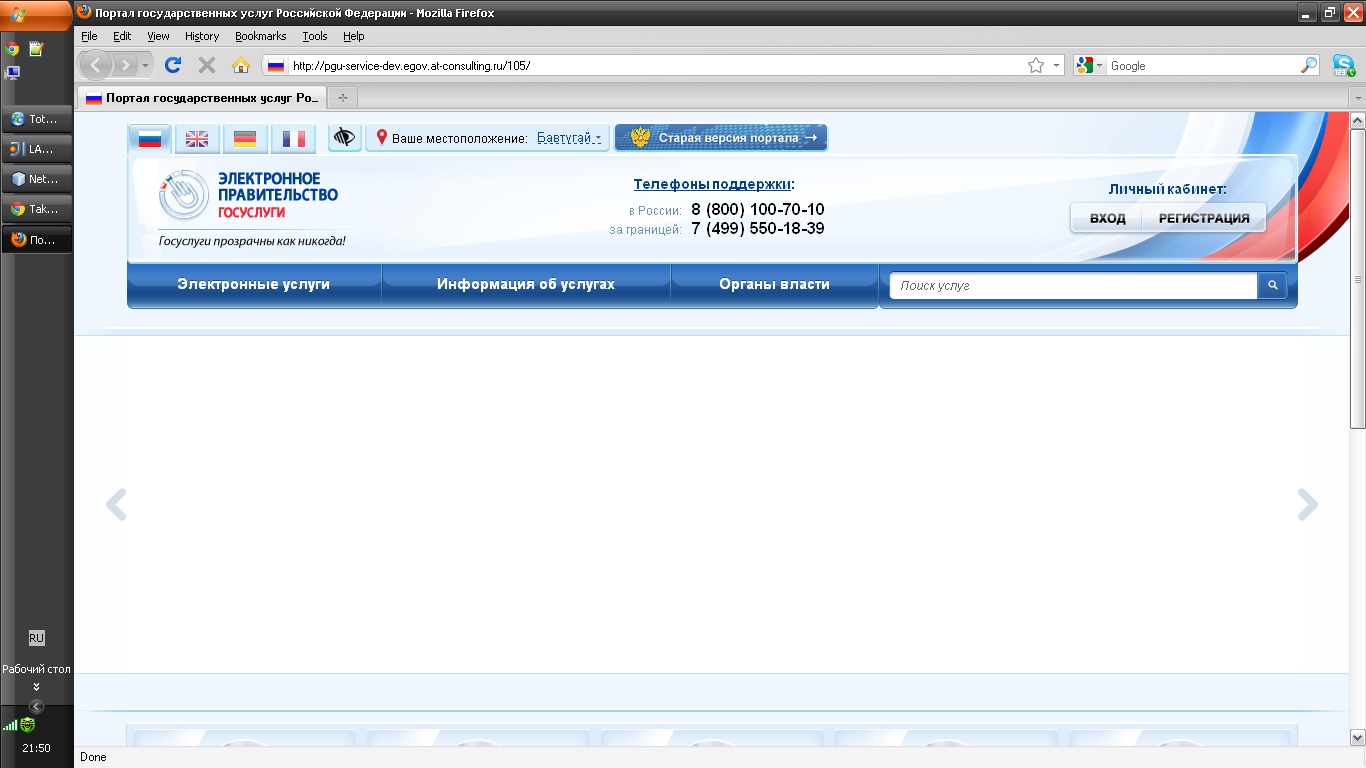 Портал государственных услуг Российской Федерации - Mozilla Firefox
File Edit View History Bookmarks Tools Help
http://pgu-service-dev.egov.at-consulting.ru/105/
Google
Портал государственных услуг Ро...
Ваше местоположение: Бавтугай
Старая версия портала →
ЭЛЕКТРОННОЕ
ПРАВИТЕЛЬСТВО
ГОСУСЛУГИ
Госуслуги прозрачны как никогда!
Телефоны поддержки:
в России: 8 (800) 100-70-10
за границей: 7 (499) 550-18-39
Личный кабинет:
ВХОД РЕГИСТРАЦИЯ
Электронные услуги Информация об услугах Органы власти Поиск услуг
Tot...
LA...
Net...
Tak...
По...
RU
Рабочий стол
21:50
Done